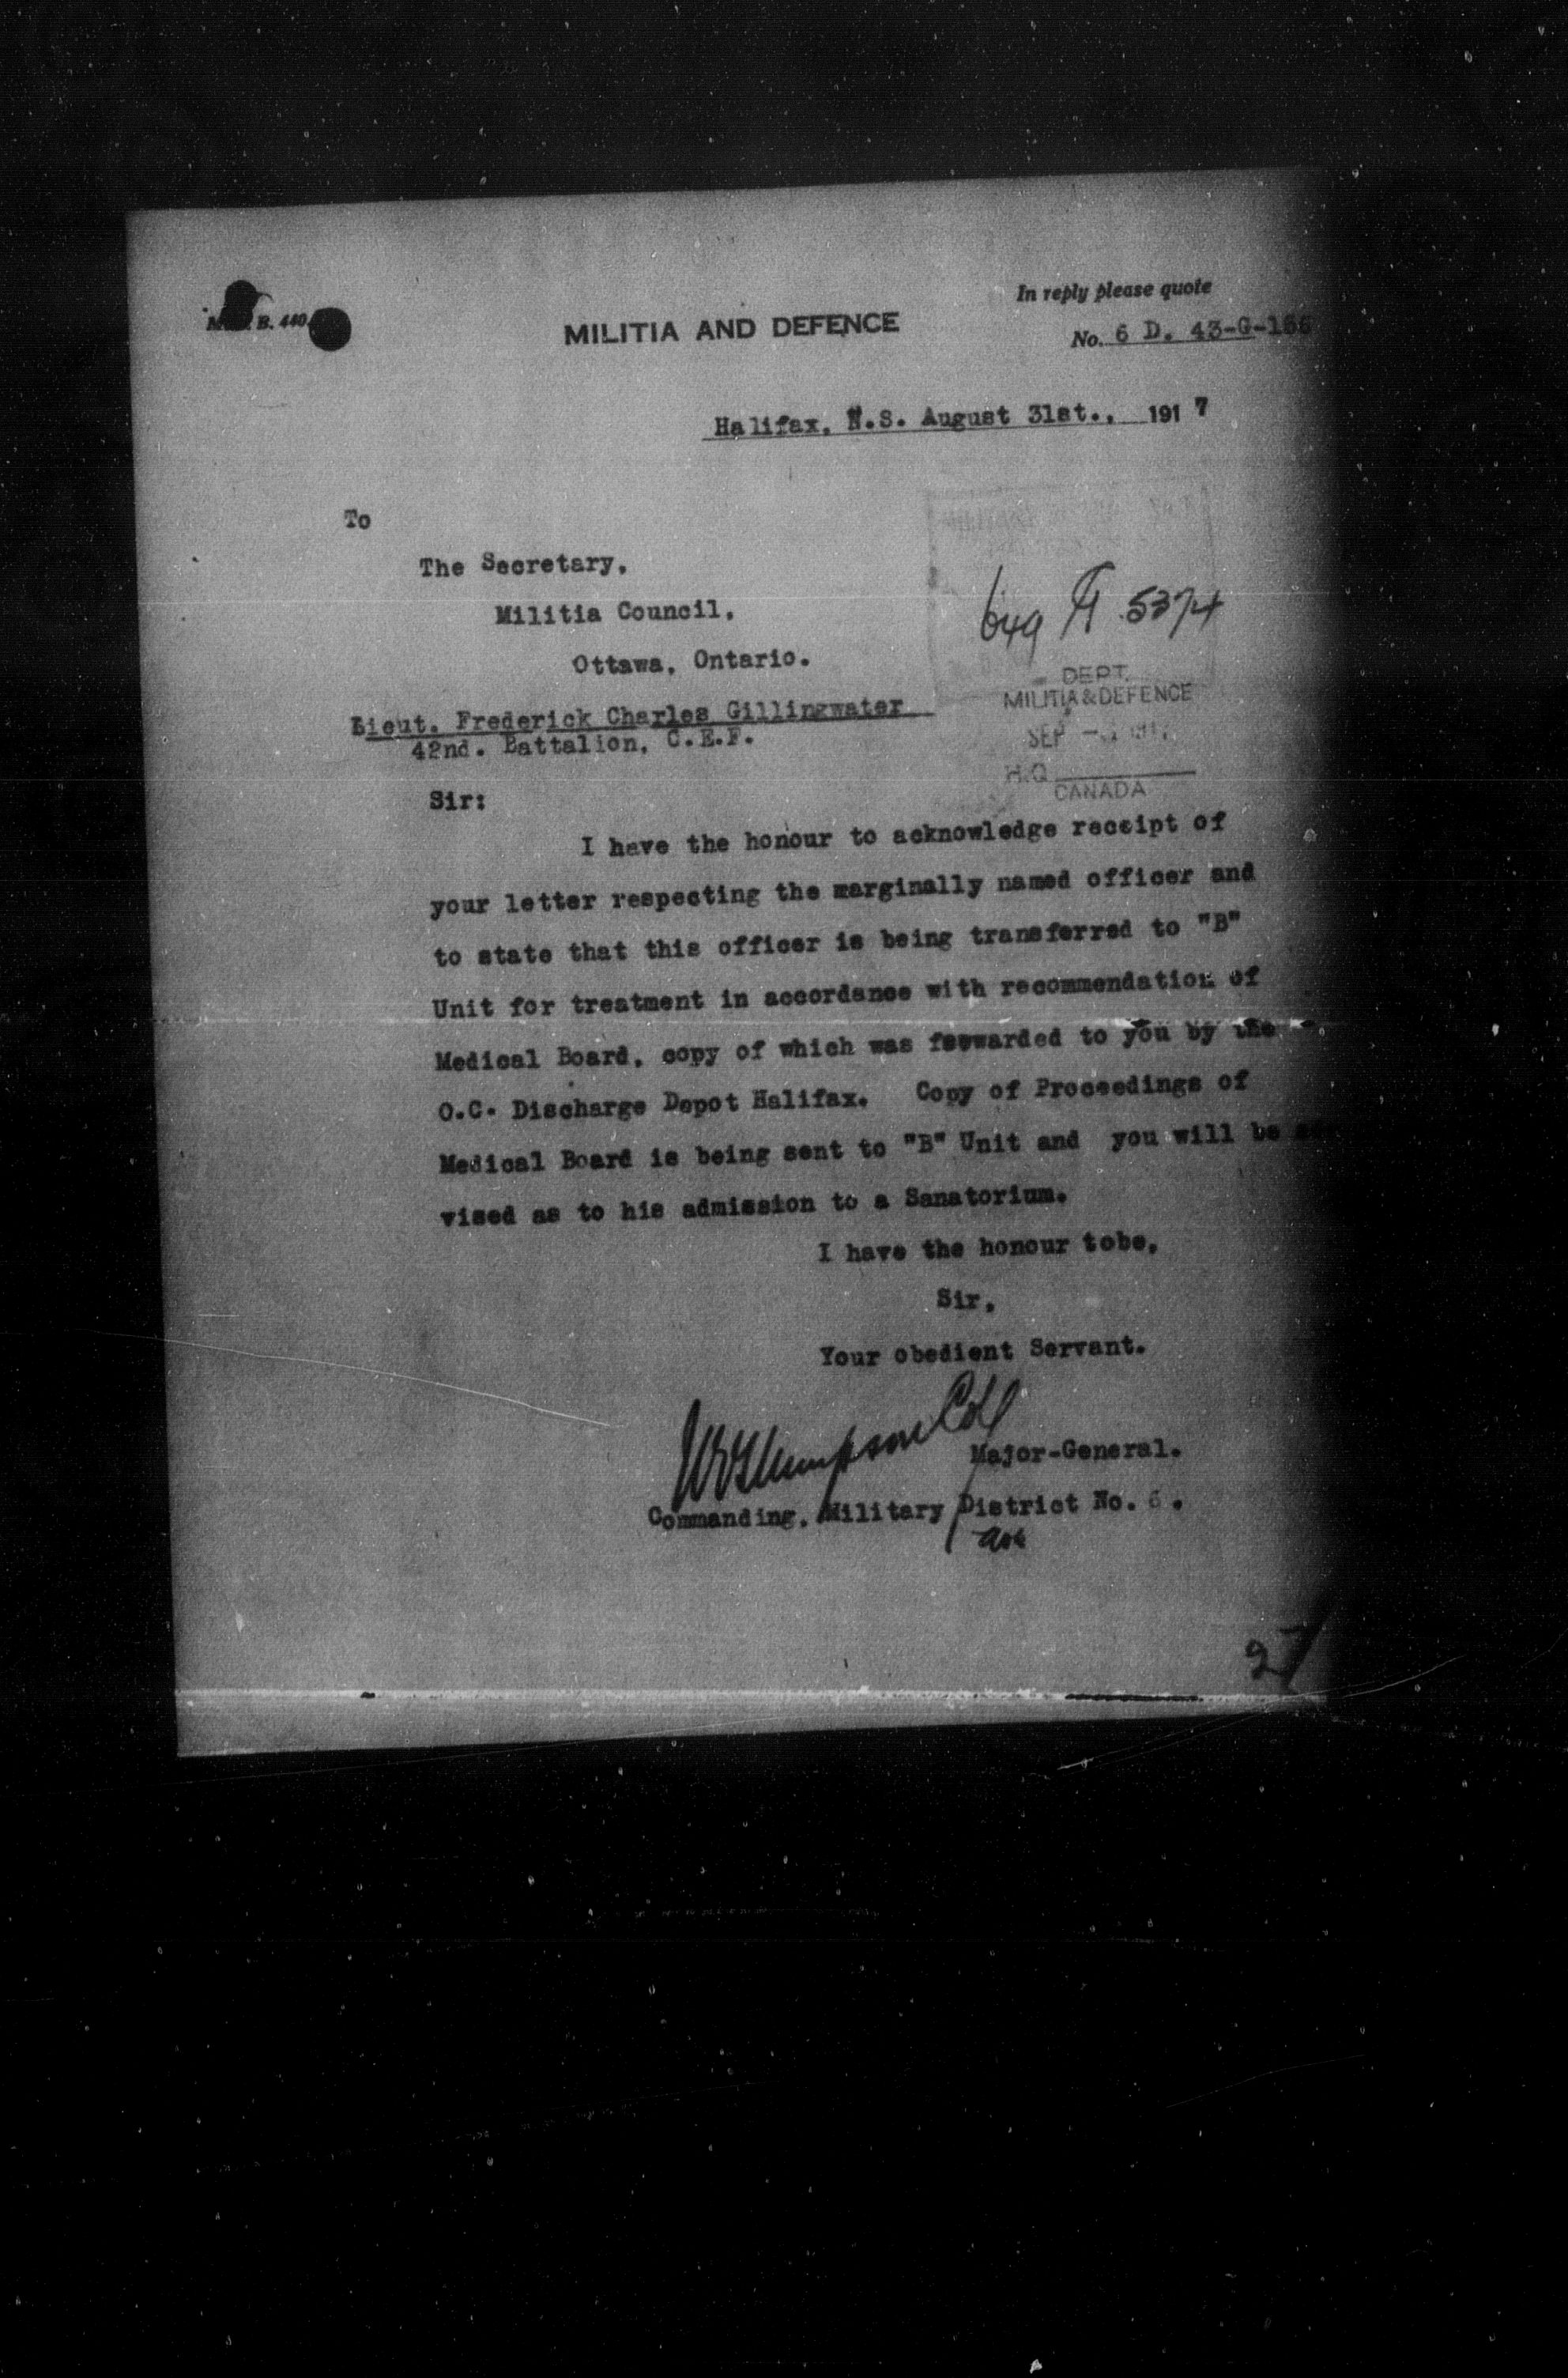 B. 440
MILITIA AND DEFENCE
In reply please quote
No. 6 D. 43-G-166
Halifax, N.S. August 31st., 1917
To
The Secretary,
Militia Council,
Ottawa, Ontario.
649 G 5374
DEPT.
MILITIA & DEFENCE
SEP
H.Q.
CANADA
Lieut. Frederick Charles Gillingwater
42nd. Battalion, C.E.F.
Sir:
I have the honour to acknowledge receipt of
your letter respecting the marginally named officer and
to state that this officer is being transferred to "B"
Unit for treatment in accordance with recommendation of
Medical Board, copy of which was forwarded to you by the
O.C. Discharge Depot Halifax. Copy of Proceedings of
Medical Board is being sent to "B" Unit and you will be
vised as to his admission to a Sanatorium.
I have the honour tobe,
Sir,
Your obedient Servant.
Thompson Col
Major-General.
Commanding, Military District No. 6.
27